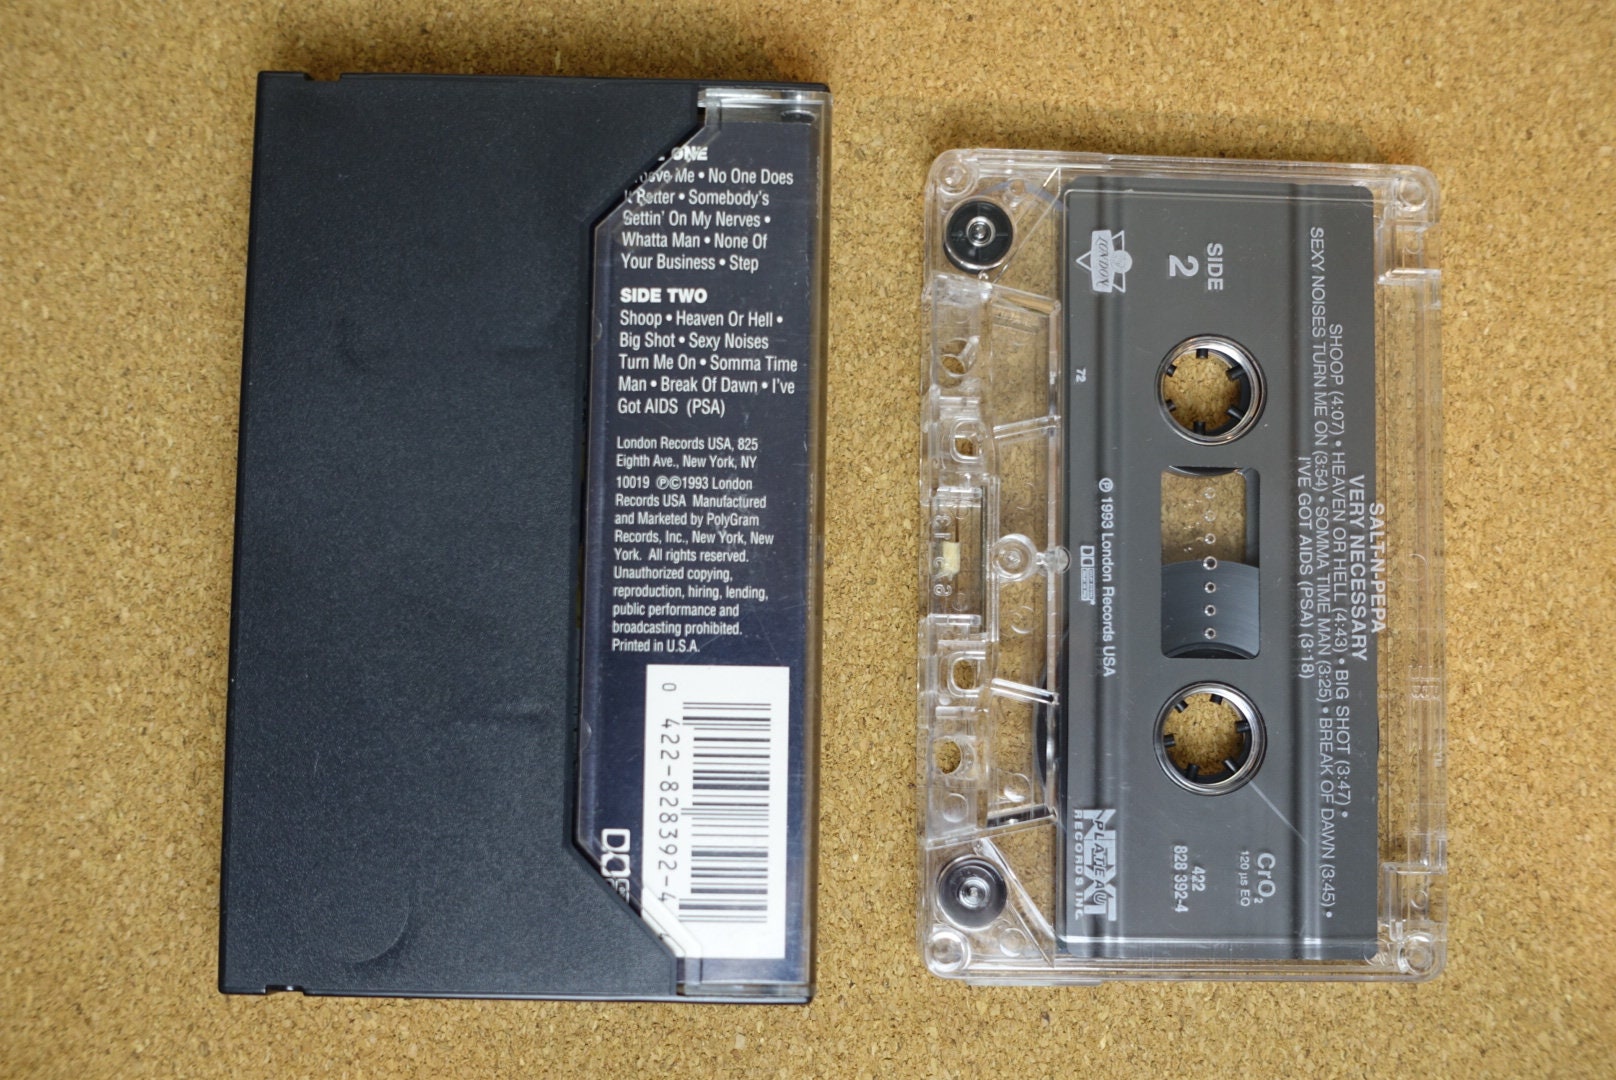 ONE
Me • No One Does
It Better • Somebody's
Gettin' On My Nerves •
Whatta Man • None Of
Your Business • Step
SIDE TWO
Shoop • Heaven Or Hell •
Big Shot • Sexy Noises
Turn Me On • Somma Time
Man • Break Of Dawn • I've
Got AIDS (PSA)
London Records USA, 825
Eighth Ave., New York, NY
10019 ℗©1993 London
Records USA Manufactured
and Marketed by PolyGram
Records, Inc., New York, New
York. All rights reserved.
Unauthorized copying,
reproduction, hiring, lending,
public performance and
broadcasting prohibited.
Printed in U.S.A.
0 422-828392-4
SALT-N-PEPA
VERY NECESSARY
SHOOP (4:07) • HEAVEN OR HELL (4:43) • BIG SHOT (3:47) •
SEXY NOISES TURN ME ON (3:54) • SOMMA TIME MAN (3:25) • BREAK OF DAWN (3:45) •
I'VE GOT AIDS (PSA) (3:18)
SIDE
2
CrO2
120 µs EQ
422
828 392-4
LONDON
72
℗ 1993 London Records USA
NEXT
PLATEAU
RECORDS INC.